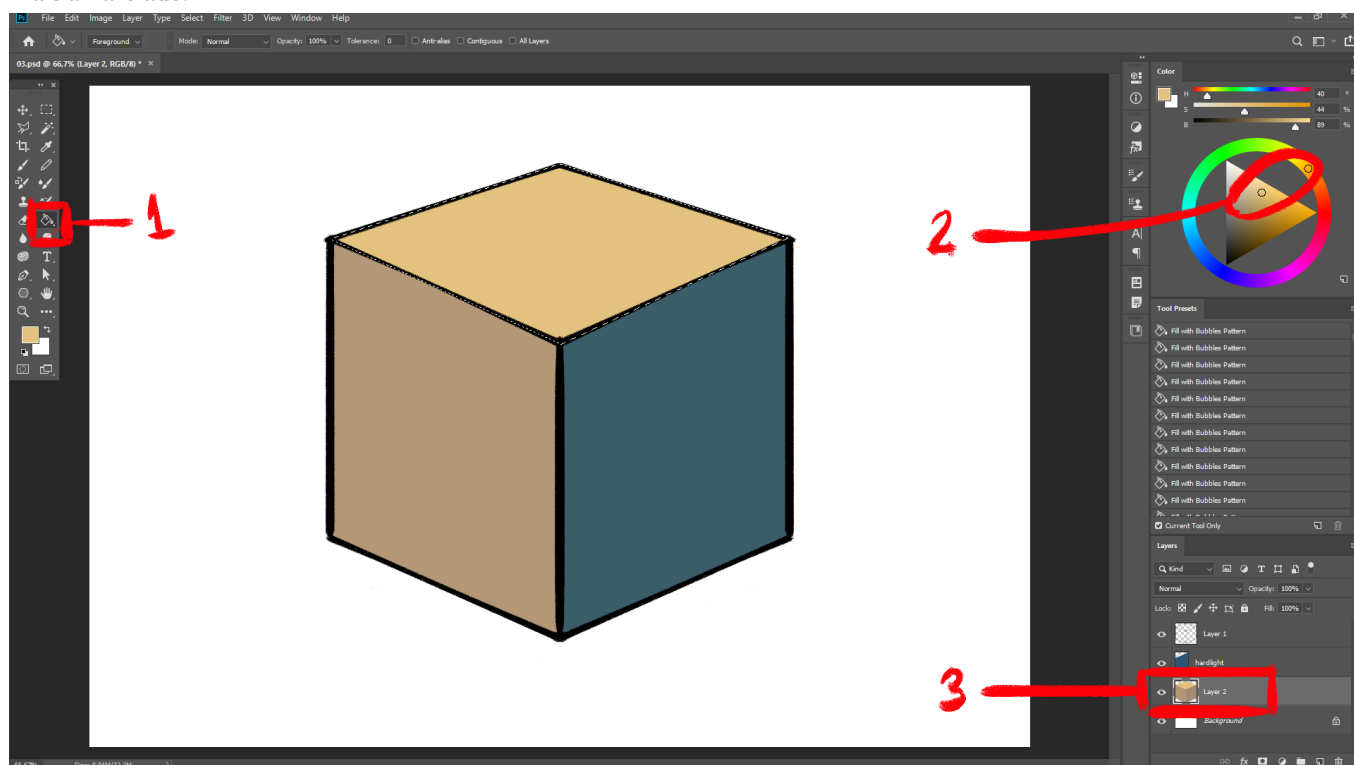 Ps File Edit Image Layer Type Select Filter 3D View Window Help
Foreground Mode: Normal Opacity: 100% Tolerance: 0 Anti-alias Contiguous All Layers
03.psd @ 66,7% (Layer 2, RGB/8) * ×
Color
H 40 °
S 44 %
B 89 %
1
2
A
T
Tool Presets
Fill with Bubbles Pattern
Fill with Bubbles Pattern
Fill with Bubbles Pattern
Fill with Bubbles Pattern
Fill with Bubbles Pattern
Fill with Bubbles Pattern
Fill with Bubbles Pattern
Fill with Bubbles Pattern
Fill with Bubbles Pattern
Fill with Bubbles Pattern
Fill with Bubbles Pattern
Current Tool Only
Layers
Kind
Normal Opacity: 100%
Lock: Fill: 100%
Layer 1
hardlight
3
Layer 2
Background
fx